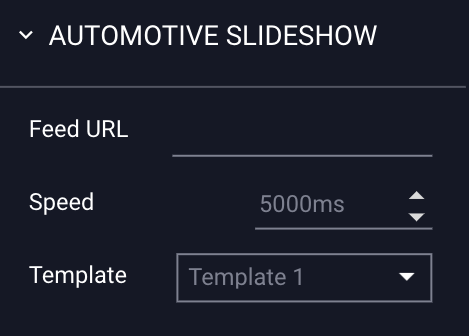 AUTOMOTIVE SLIDESHOW
Feed URL
Speed 5000ms
Template Template 1